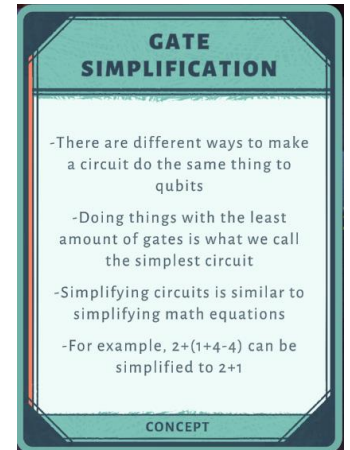 GATE
SIMPLIFICATION
-There are different ways to make
a circuit do the same thing to
qubits
-Doing things with the least
amount of gates is what we call
the simplest circuit
-Simplifying circuits is similar to
simplifying math equations
-For example, 2+(1+4-4) can be
simplified to 2+1
CONCEPT